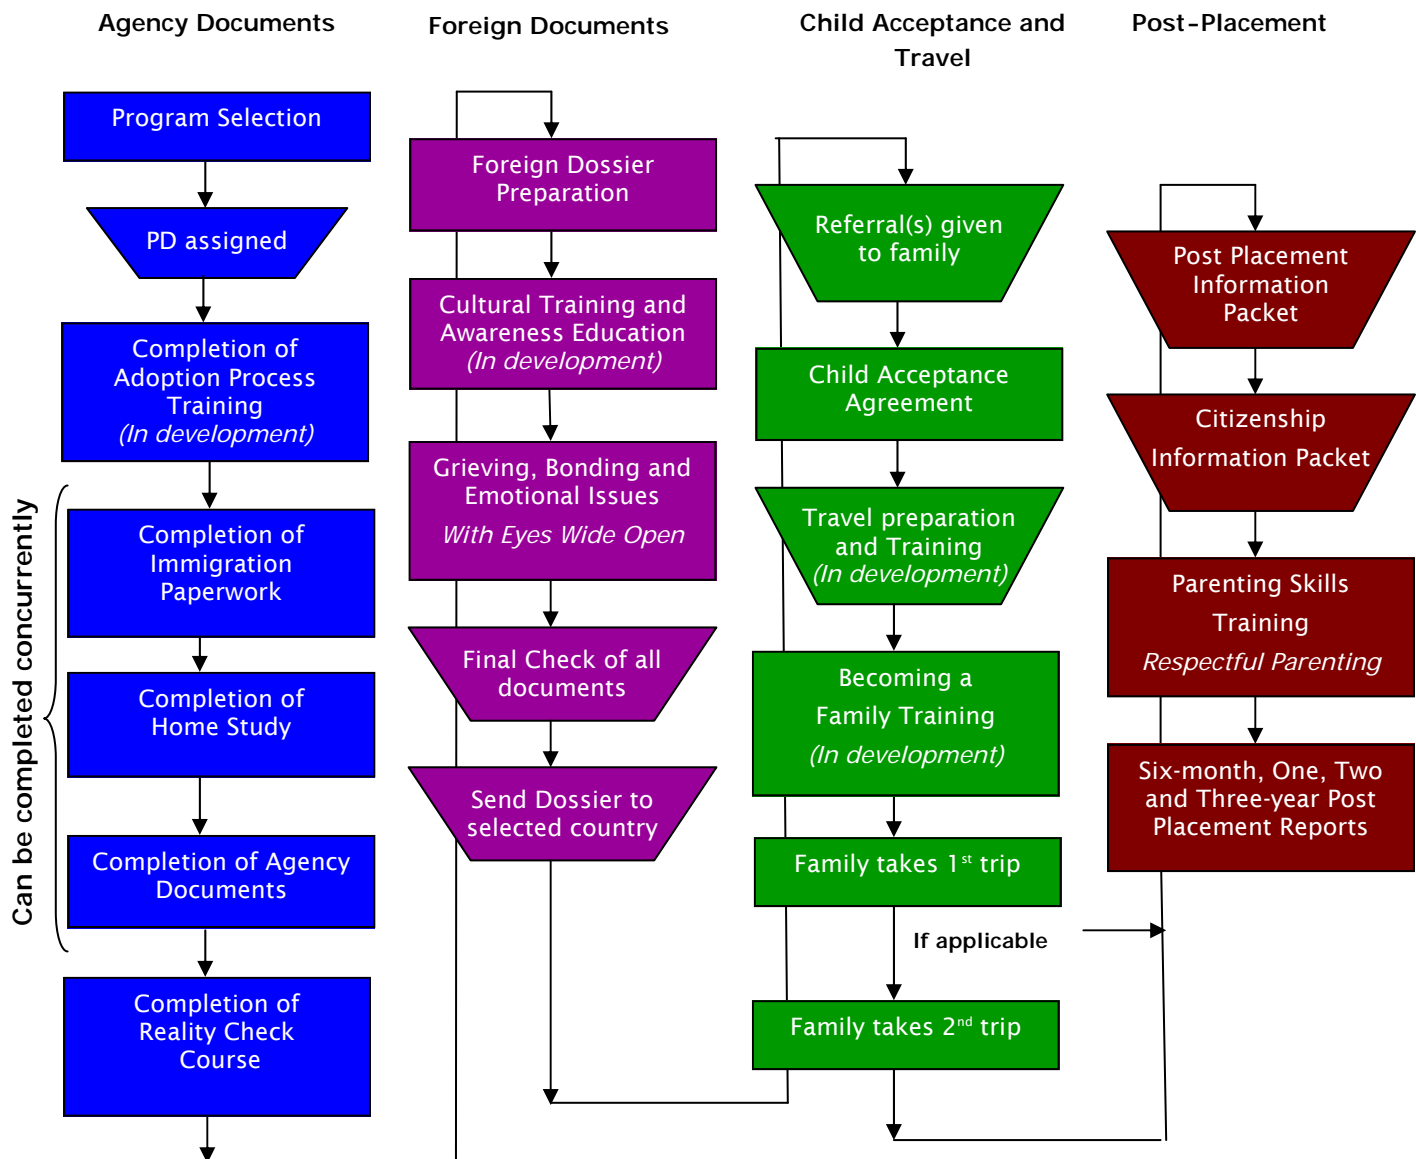 Agency Documents
Foreign Documents
Child Acceptance and
Travel
Post-Placement
Program Selection
PD assigned
Completion of
Adoption Process
Training
(In development)
Can be completed concurrently
Completion of
Immigration
Paperwork
Completion of
Home Study
Completion of Agency
Documents
Completion of
Reality Check
Course
Foreign Dossier
Preparation
Cultural Training and
Awareness Education
(In development)
Grieving, Bonding and
Emotional Issues
With Eyes Wide Open
Final Check of all
documents
Send Dossier to
selected country
Referral(s) given
to family
Child Acceptance
Agreement
Travel preparation
and Training
(In development)
Becoming a
Family Training
(In development)
Family takes 1st trip
If applicable
Family takes 2nd trip
Post Placement
Information
Packet
Citizenship
Information Packet
Parenting Skills
Training
Respectful Parenting
Six-month, One, Two
and Three-year Post
Placement Reports